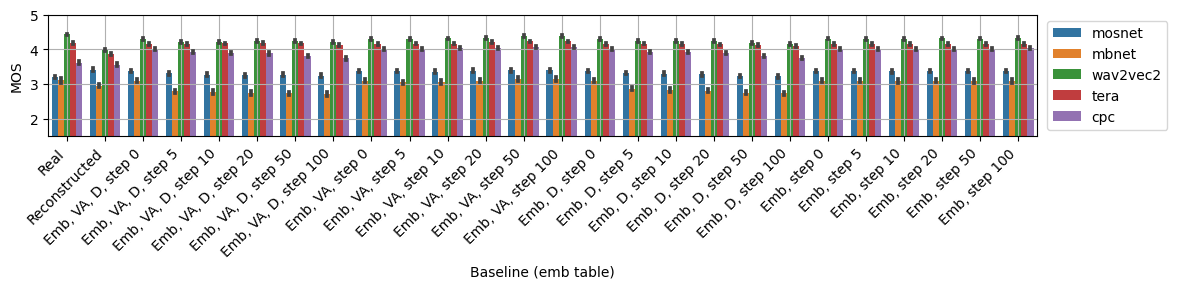 5
4
3
2
MOS
Real
Reconstructed
Emb, VA, D, step 0
Emb, VA, D, step 5
Emb, VA, D, step 10
Emb, VA, D, step 20
Emb, VA, D, step 50
Emb, VA, D, step 100
Emb, VA, step 0
Emb, VA, step 5
Emb, VA, step 10
Emb, VA, step 20
Emb, VA, step 50
Emb, VA, step 100
Emb, D, step 0
Emb, D, step 5
Emb, D, step 10
Emb, D, step 20
Emb, D, step 50
Emb, D, step 100
Emb, step 0
Emb, step 5
Emb, step 10
Emb, step 20
Emb, step 50
Emb, step 100
Baseline (emb table)
mosnet
mbnet
wav2vec2
tera
cpc